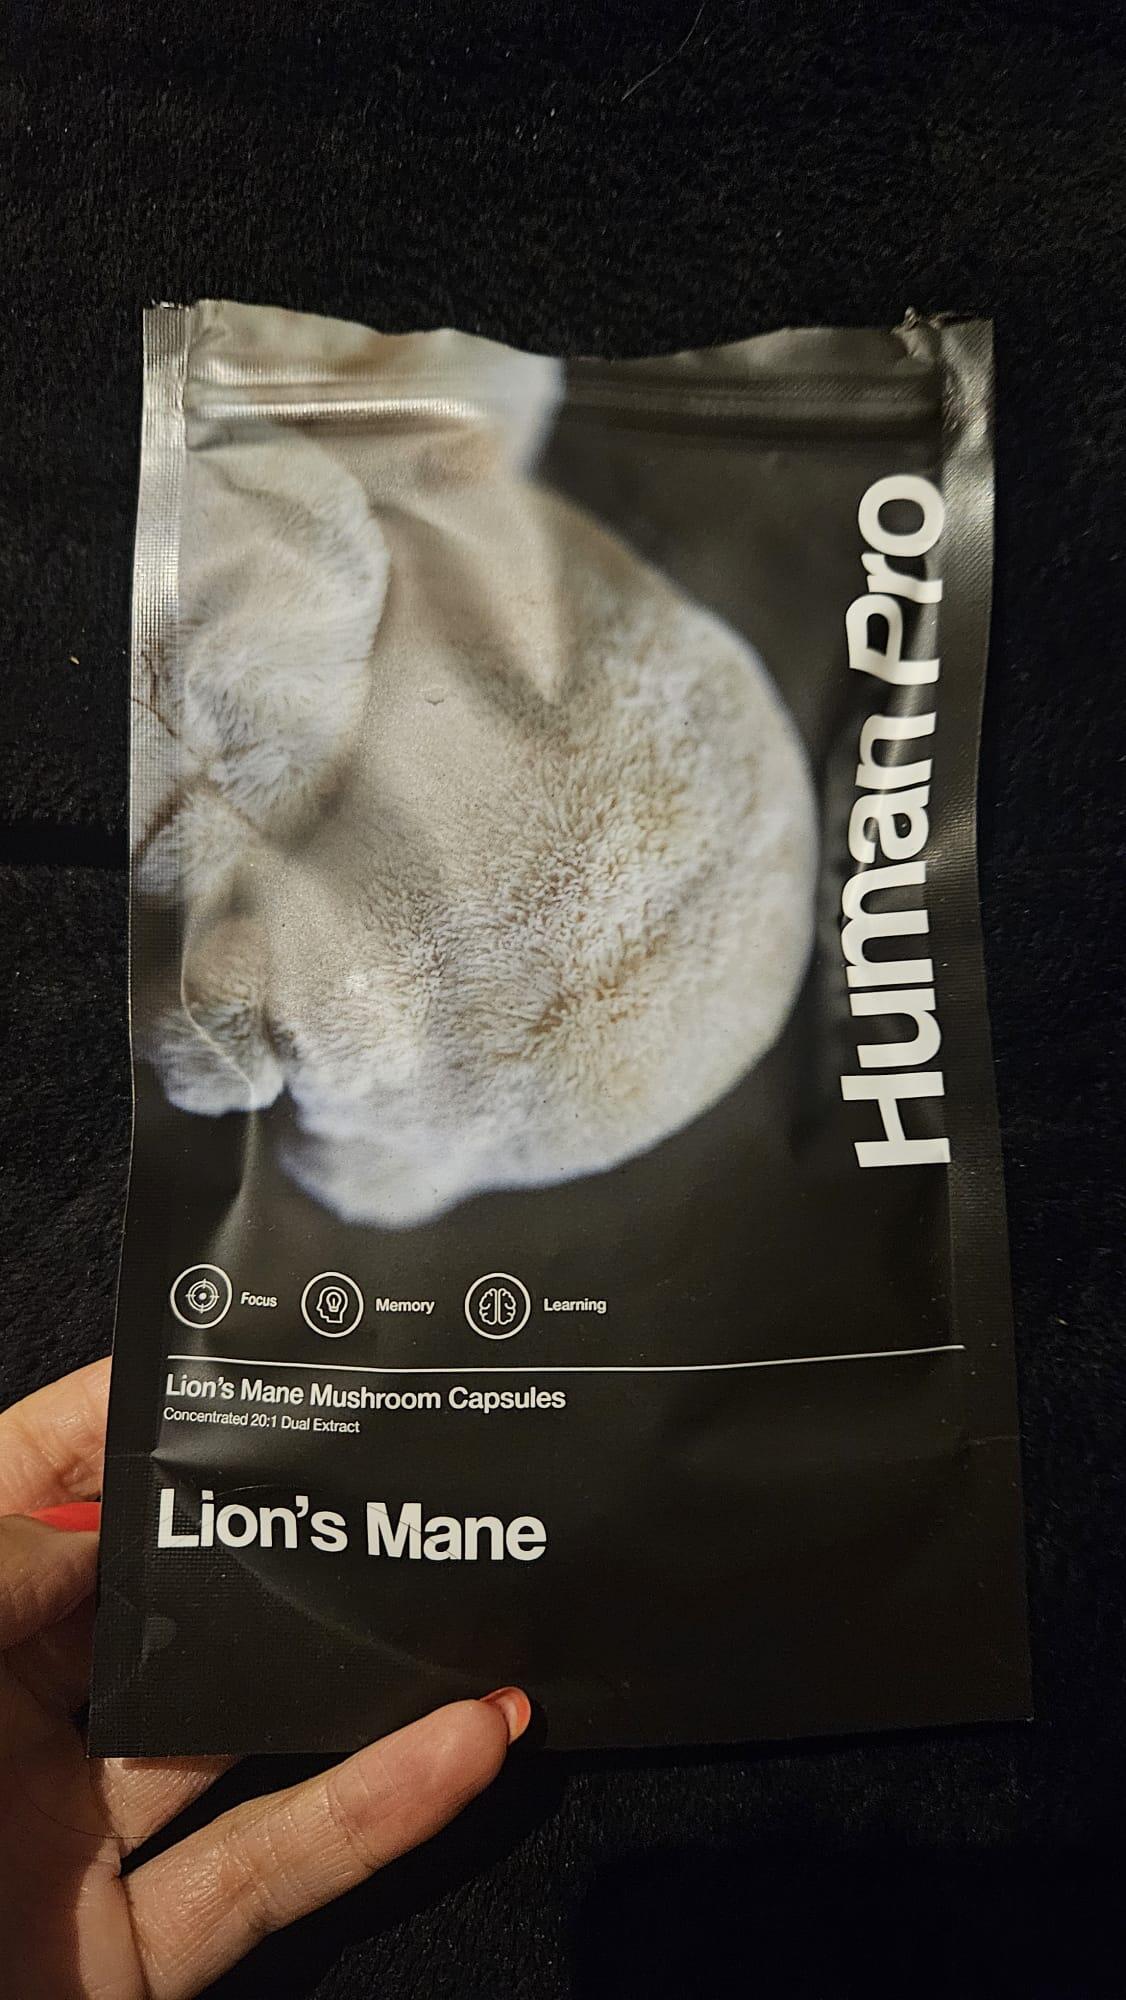 Human Pro
Focus
Memory
Learning
Lion's Mane Mushroom Capsules
Concentrated 20:1 Dual Extract
Lion's Mane